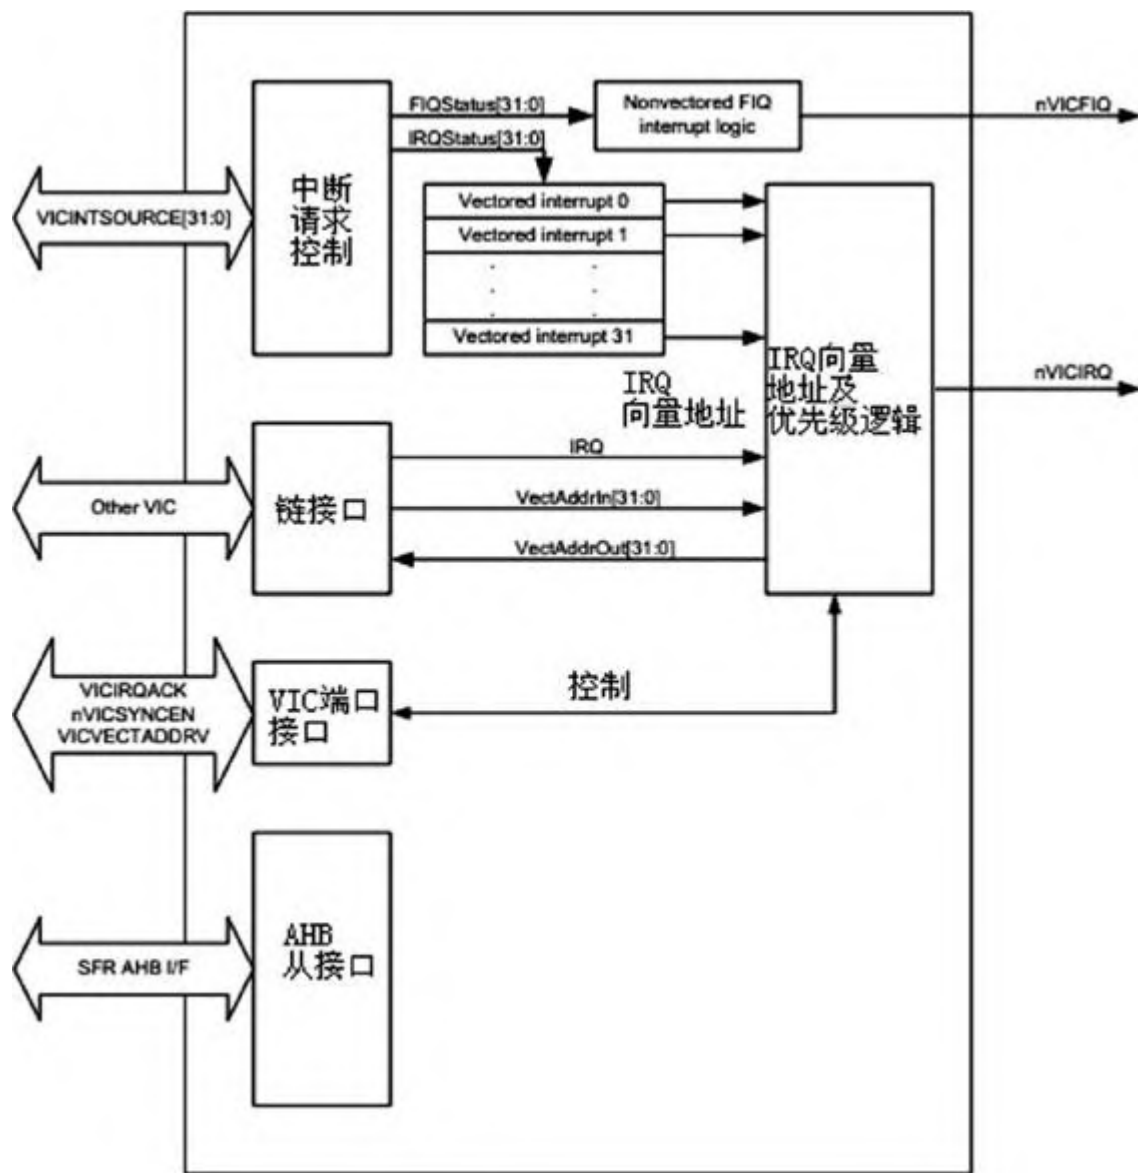 FIQStatus[31:0]
Nonvectored FIQ
interrupt logic
nVICFIQ
IRQStatus[31:0]
中断
请求
控制
VICINTSOURCE[31:0]
Vectored interrupt 0
Vectored interrupt 1
Vectored interrupt 31
IRQ
向量地址
IRQ向量
地址及
优先级逻辑
nVICIRQ
IRQ
Other VIC
链接口
VectAddrIn[31:0]
VectAddrOut[31:0]
VICIRQACK
nVICSYNCEN
VICVECTADDRV
VIC端口
接口
控制
SFR AHB I/F
AHB
从接口